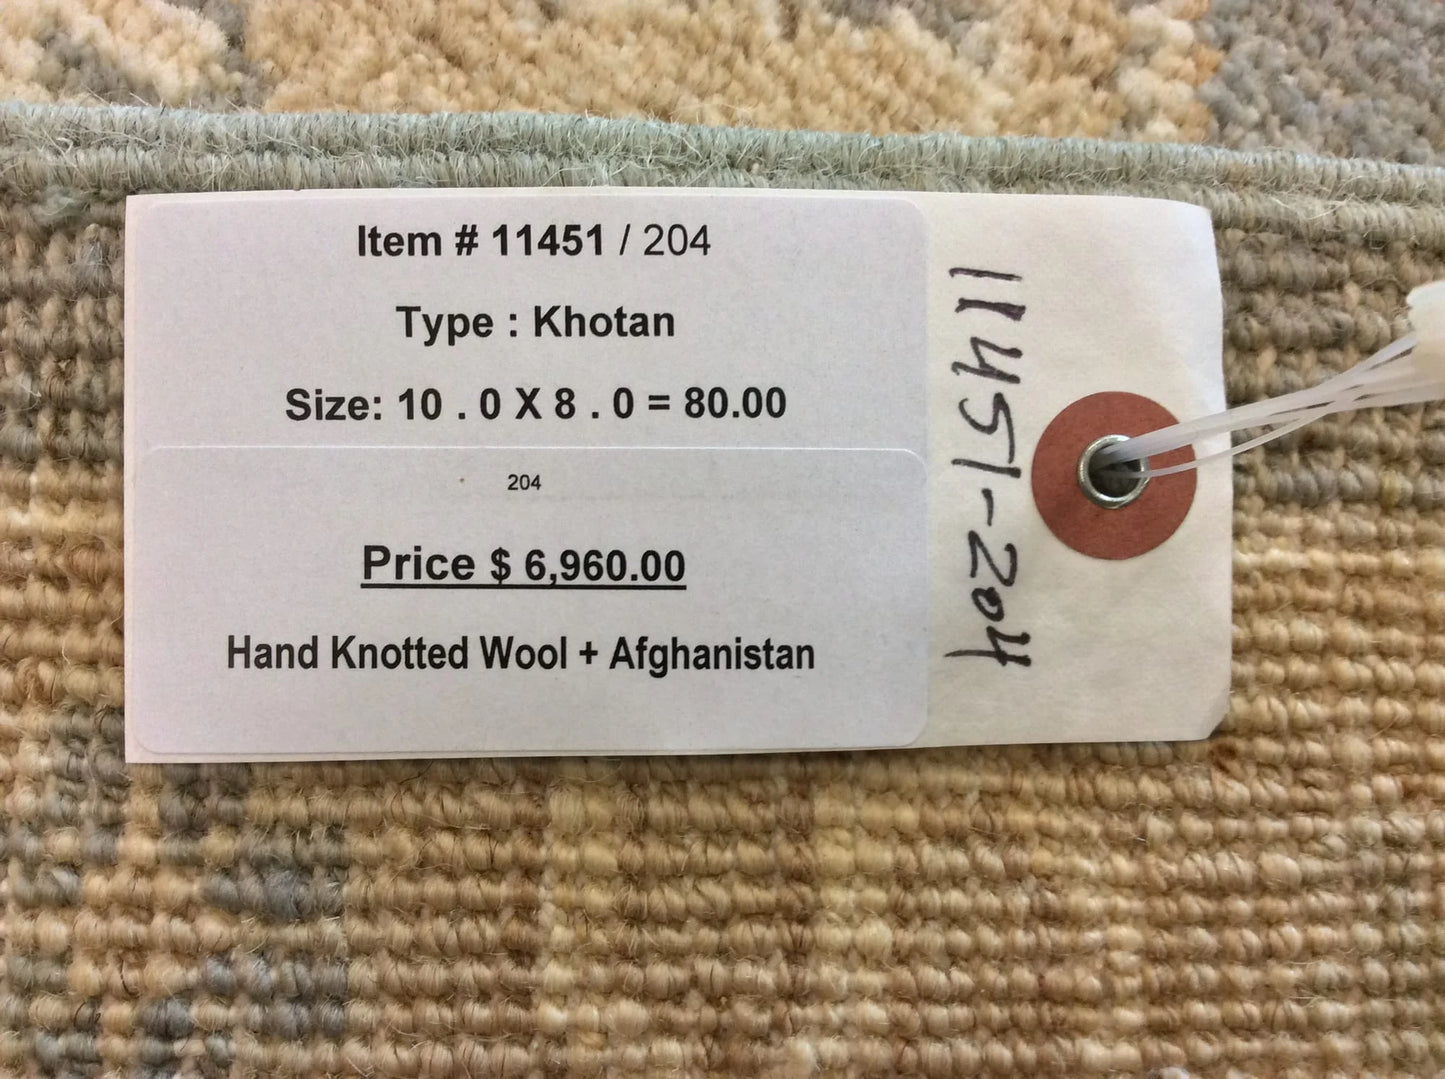 Item # 11451 / 204
Type : Khotan
Size: 10 . 0 X 8 . 0 = 80.00
204
Price $ 6,960.00
Hand Knotted Wool + Afghanistan
11451-204